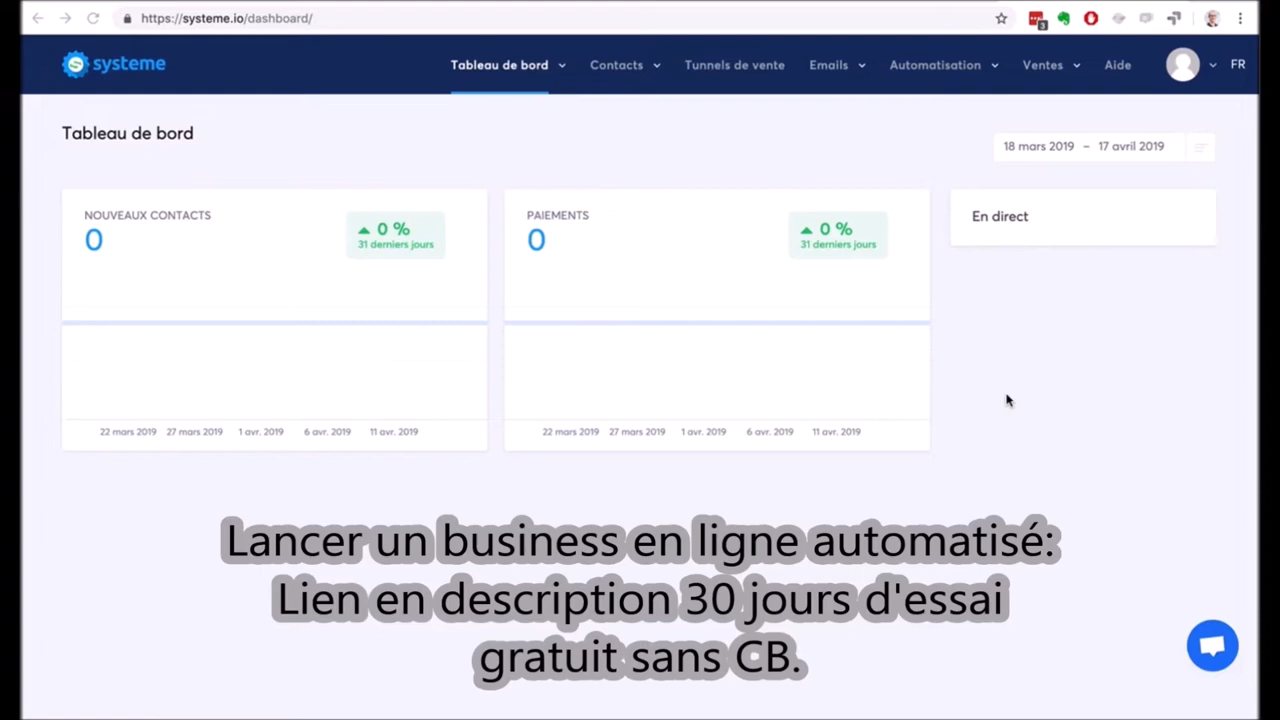 https://systeme.io/dashboard/
3
systeme
Tableau de bord
Contacts
Tunnels de vente
Emails
Automatisation
Ventes
Aide
FR
Tableau de bord
18 mars 2019 – 17 avril 2019
NOUVEAUX CONTACTS
0
0 %
31 derniers jours
22 mars 2019 27 mars 2019 1 avr. 2019 6 avr. 2019 11 avr. 2019
PAIEMENTS
0
0 %
31 derniers jours
22 mars 2019 27 mars 2019 1 avr. 2019 6 avr. 2019 11 avr. 2019
En direct
Lancer un business en ligne automatisé:
Lien en description 30 jours d'essai
gratuit sans CB.